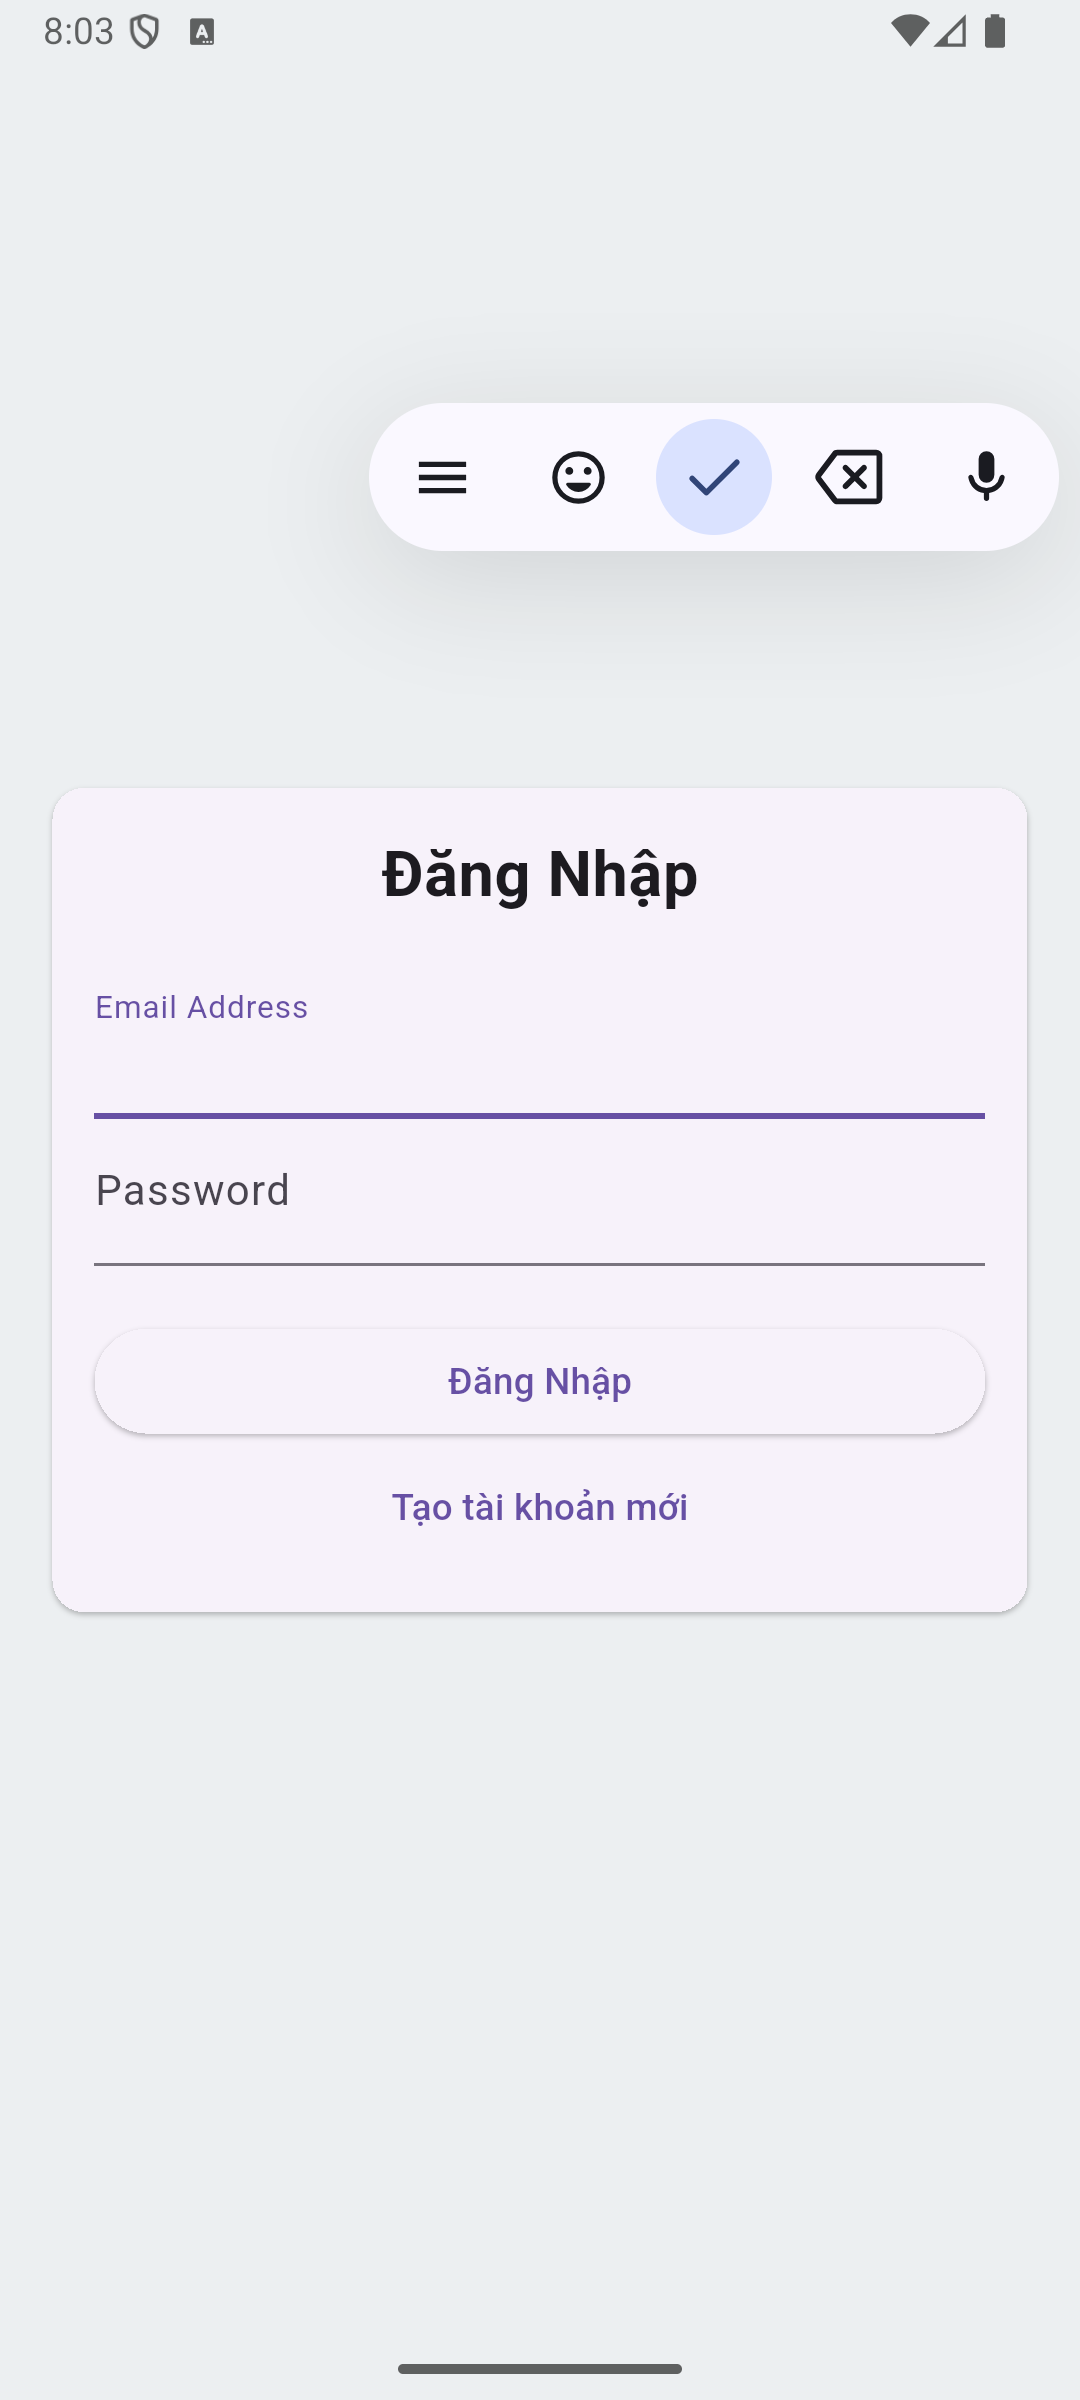 8:03
Đăng Nhập
Email Address
Password
Đăng Nhập
Tạo tài khoản mới